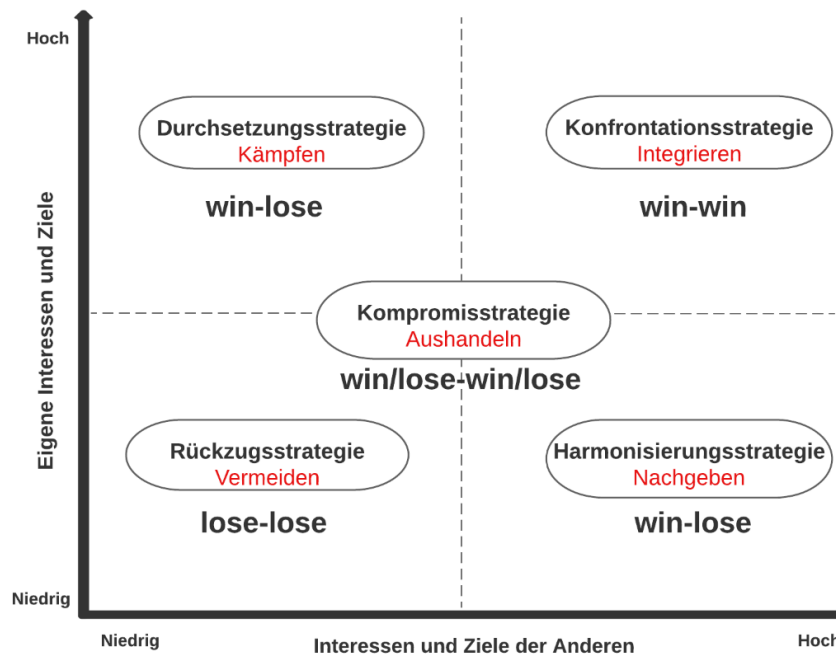 Hoch
Eigene Interessen und Ziele
Durchsetzungsstrategie
Kämpfen
win-lose
Konfrontationsstrategie
Integrieren
win-win
Kompromisstrategie
Aushandeln
win/lose-win/lose
Rückzugsstrategie
Vermeiden
lose-lose
Harmonisierungsstrategie
Nachgeben
win-lose
Niedrig
Niedrig
Interessen und Ziele der Anderen
Hoch